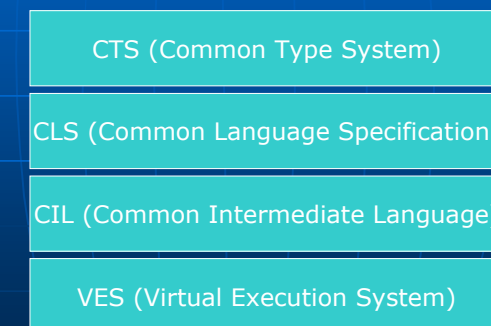 CTS (Common Type System)
CLS (Common Language Specification
CIL (Common Intermediate Language
VES (Virtual Execution System)